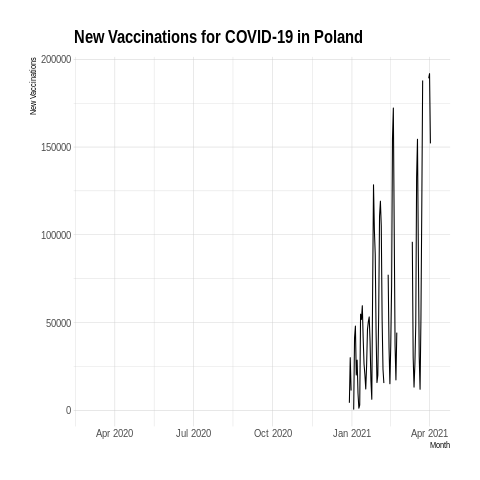 New Vaccinations for COVID-19 in Poland
New Vaccinations
200000
150000
100000
50000
0
Apr 2020 Jul 2020 Oct 2020 Jan 2021 Apr 2021
Month